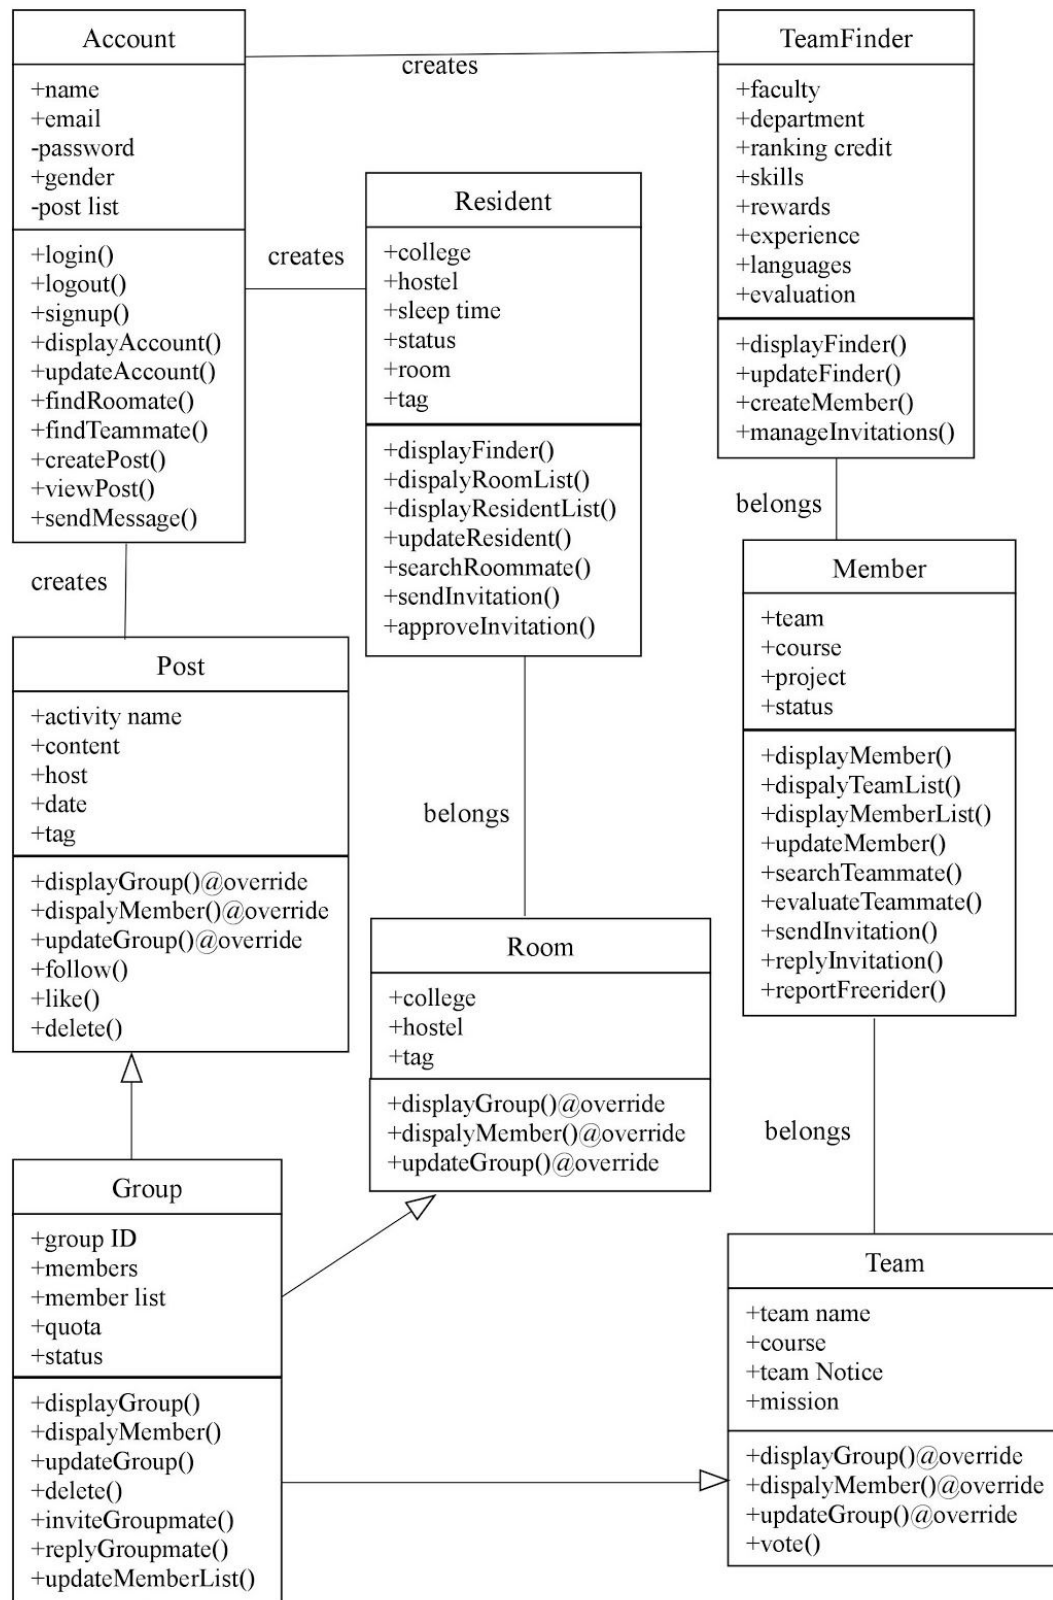 Account
+name
+email
-password
+gender
-post list
+login()
+logout()
+signup()
+displayAccount()
+updateAccount()
+findRoomate()
+findTeammate()
+createPost()
+viewPost()
+sendMessage()
creates
TeamFinder
+faculty
+department
+ranking credit
+skills
+rewards
+experience
+languages
+evaluation
+displayFinder()
+updateFinder()
+createMember()
+manageInvitations()
creates
Resident
+college
+hostel
+sleep time
+status
+room
+tag
+displayFinder()
+dispalyRoomList()
+displayResidentList()
+updateResident()
+searchRoommate()
+sendInvitation()
+approveInvitation()
belongs
Member
+team
+course
+project
+status
+displayMember()
+dispalyTeamList()
+displayMemberList()
+updateMember()
+searchTeammate()
+evaluateTeammate()
+sendInvitation()
+replyInvitation()
+reportFreerider()
creates
Post
+activity name
+content
+host
+date
+tag
+displayGroup()@override
+dispalyMember()@override
+updateGroup()@override
+follow()
+like()
+delete()
belongs
Room
+college
+hostel
+tag
+displayGroup()@override
+dispalyMember()@override
+updateGroup()@override
belongs
Group
+group ID
+members
+member list
+quota
+status
+displayGroup()
+dispalyMember()
+updateGroup()
+delete()
+inviteGroupmate()
+replyGroupmate()
+updateMemberList()
Team
+team name
+course
+team Notice
+mission
+displayGroup()@override
+dispalyMember()@override
+updateGroup()@override
+vote()